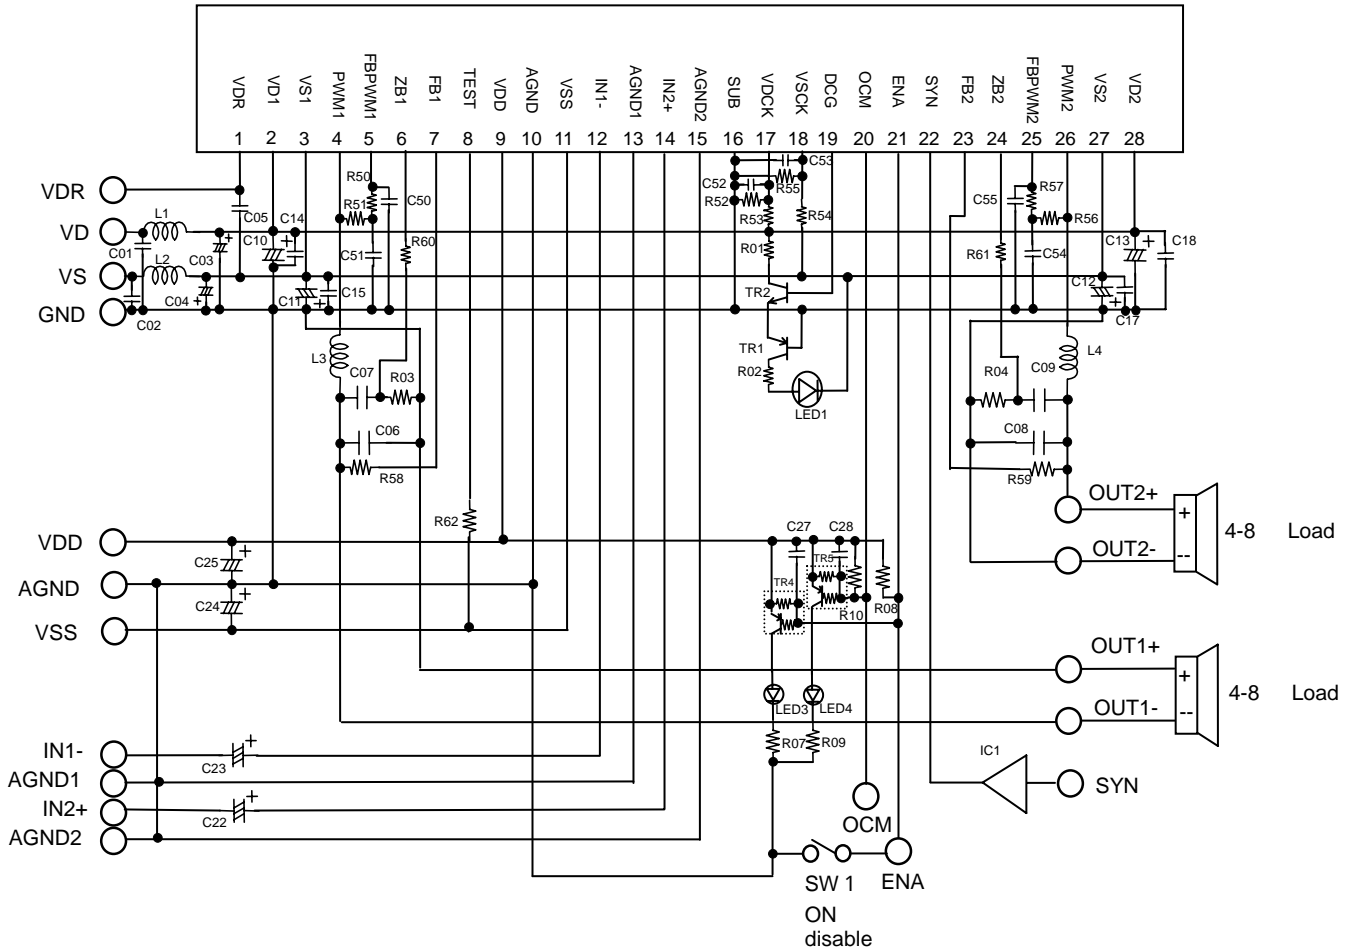 VDR
VD1
VS1
PWM1
FBPWM1
ZB1
FB1
TEST
VDD
AGND
VSS
IN1-
AGND1
IN2+
AGND2
SUB
VDCK
VSCK
DCG
OCM
ENA
SYN
FB2
ZB2
FBPWM2
PWM2
VS2
VD2
1 2 3 4 5 6 7 8 9 10 11 12 13 14 15 16 17 18 19 20 21 22 23 24 25 26 27 28
VDR
VD
VS
GND
C05
L1
C01
L2
C02
C03 +
C04 +
C10 +
C14
C11 +
C15
R50
R51
C50
C51
R60
C53
C52
R55
R52
R53
R54
R01
TR2
TR1
R02
LED1
C55
R57
R56
R61
C54
C13 +
C18
C12 +
C17
L3
C07
R03
C06
R58
L4
R04
C09
C08
R59
OUT2+
+
4-8 Load
OUT2-
--
VDD
AGND
VSS
C25 +
C24 +
R62
C27
C28
TR5
TR4
R10
R08
LED3
LED4
R07
R09
OUT1+
+
4-8 Load
OUT1-
--
IN1-
C23 +
AGND1
IN2+
C22 +
AGND2
IC1
SYN
OCM
SW 1
ENA
ON
disable